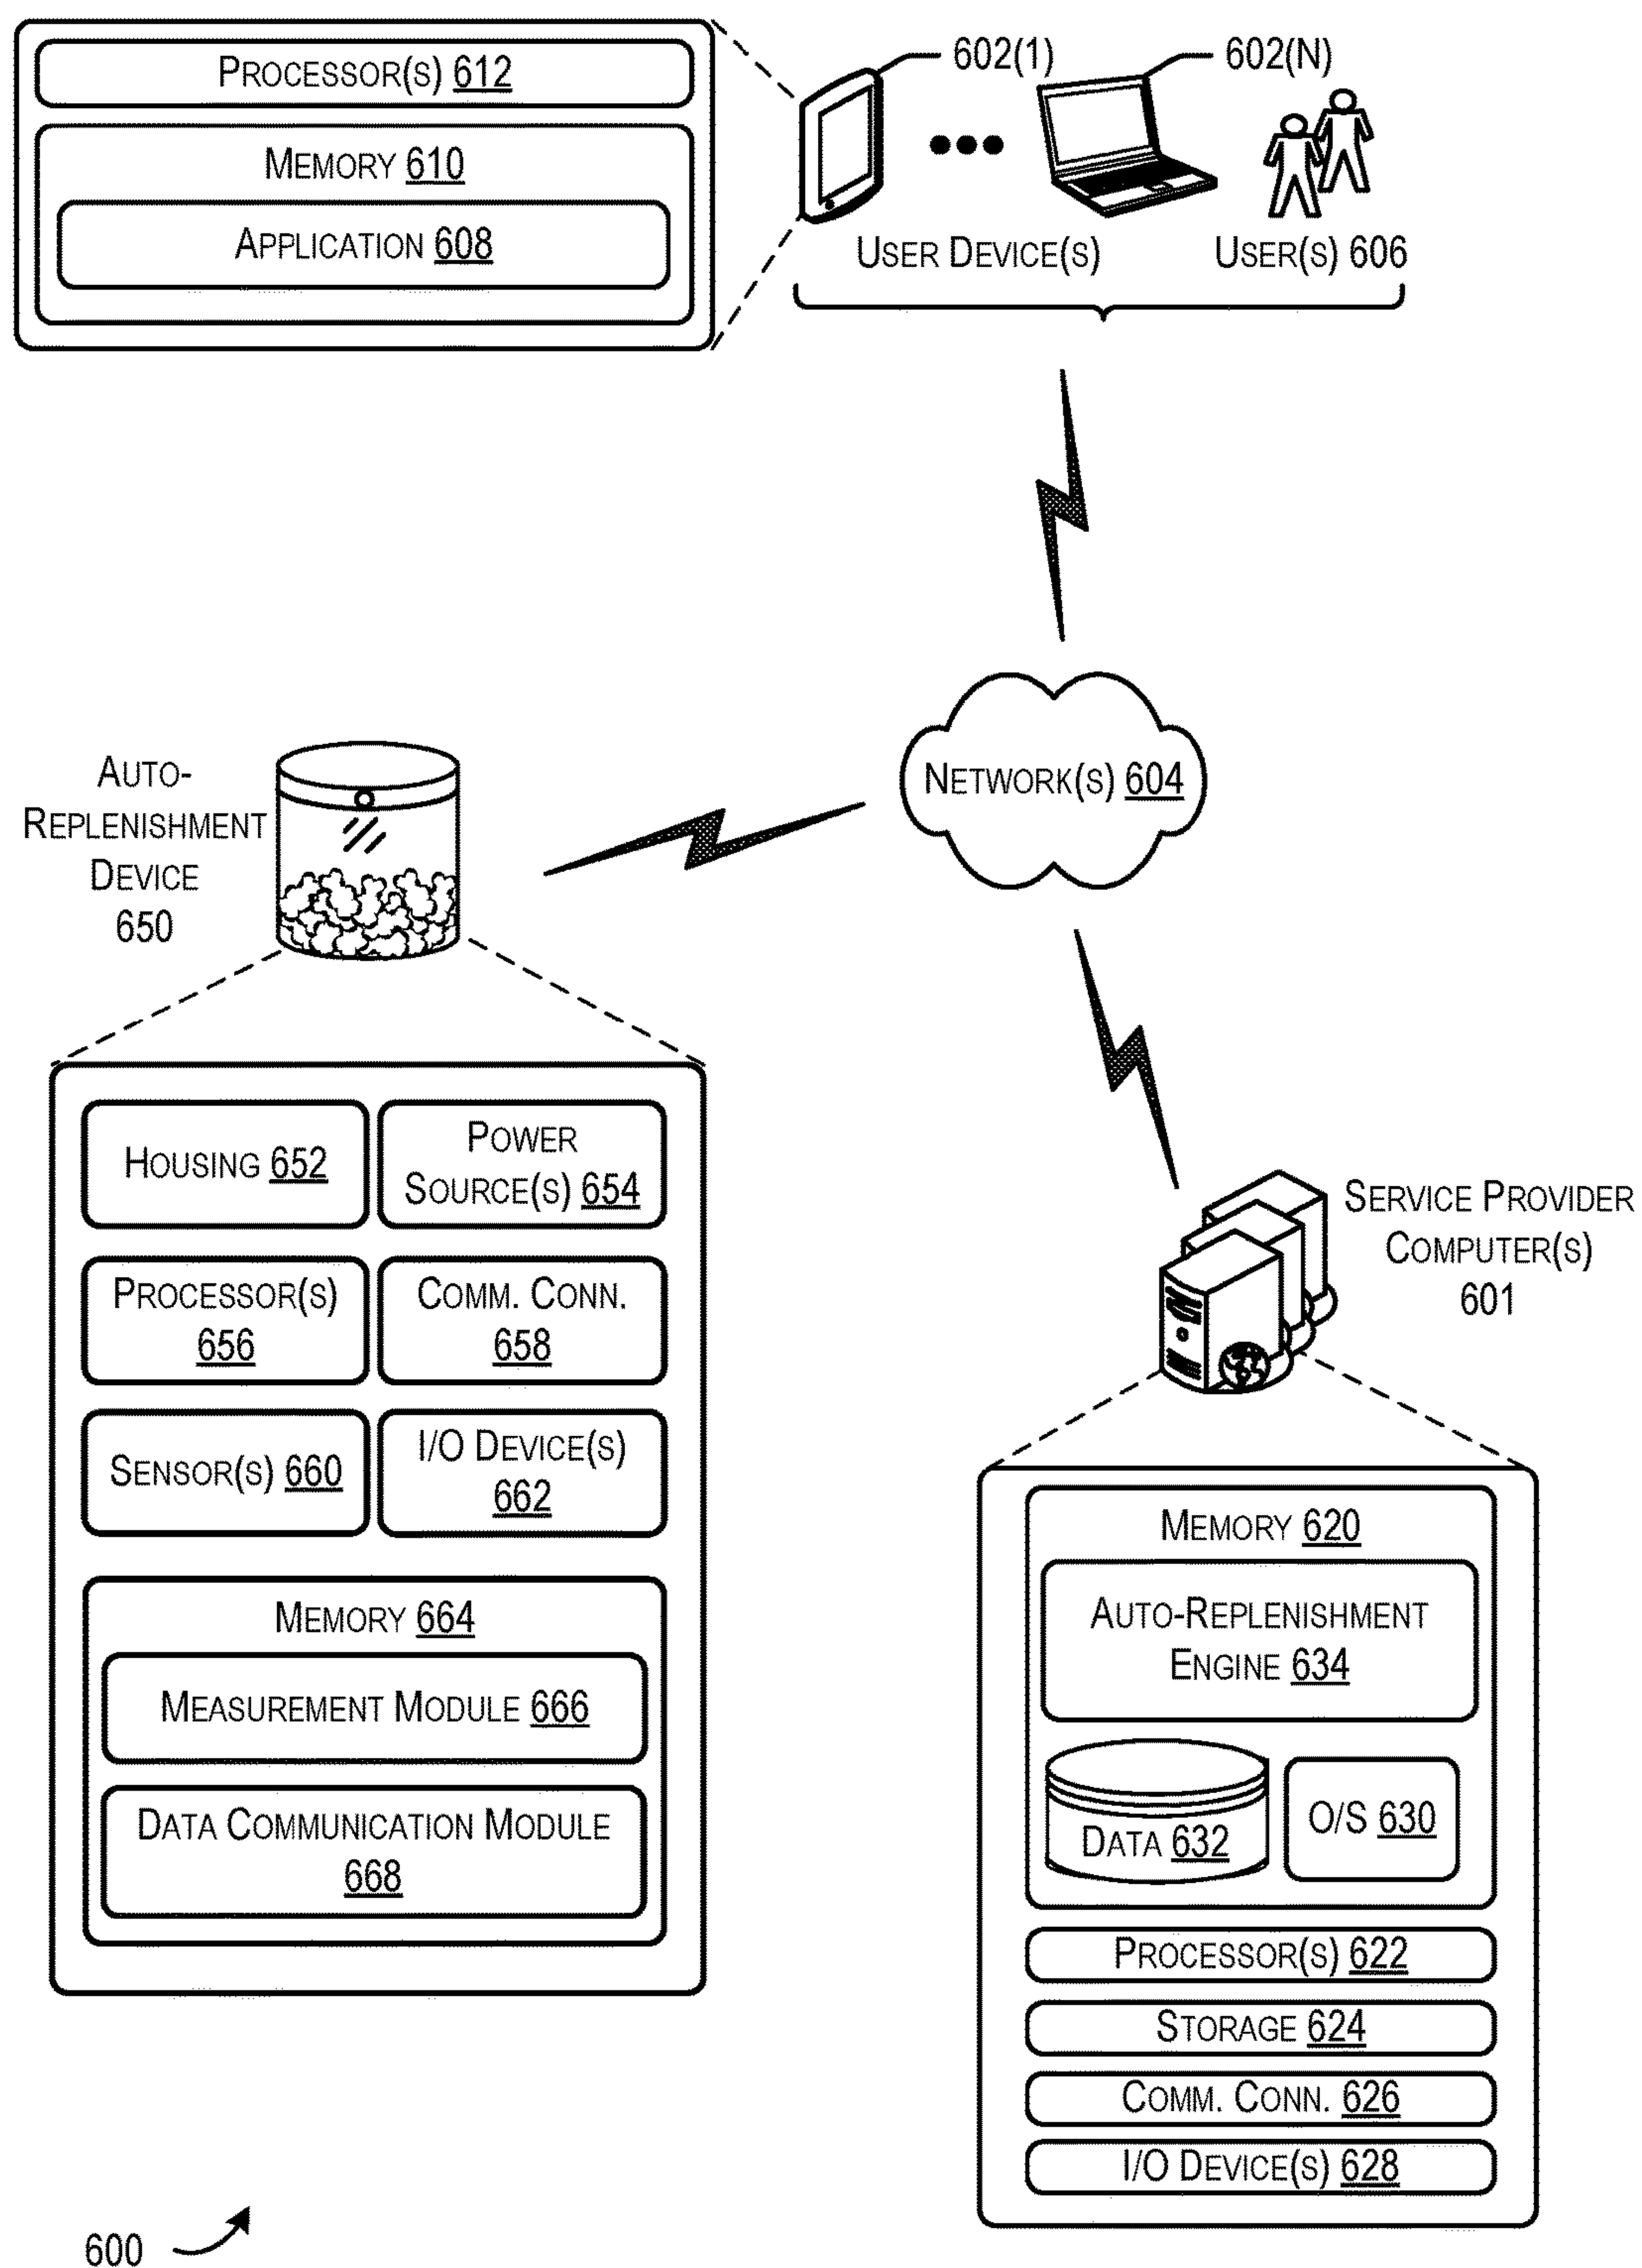 PROCESSOR(S) 612
MEMORY 610
APPLICATION 608
602(1)
602(N)
USER DEVICE(S)
USER(S) 606
NETWORK(S) 604
AUTO-
REPLENISHMENT
DEVICE
650
HOUSING 652
POWER
SOURCE(S) 654
PROCESSOR(S)
656
COMM. CONN.
658
SENSOR(S) 660
I/O DEVICE(S)
662
MEMORY 664
MEASUREMENT MODULE 666
DATA COMMUNICATION MODULE
668
SERVICE PROVIDER
COMPUTER(S)
601
MEMORY 620
AUTO-REPLENISHMENT
ENGINE 634
DATA 632
O/S 630
PROCESSOR(S) 622
STORAGE 624
COMM. CONN. 626
I/O DEVICE(S) 628
600